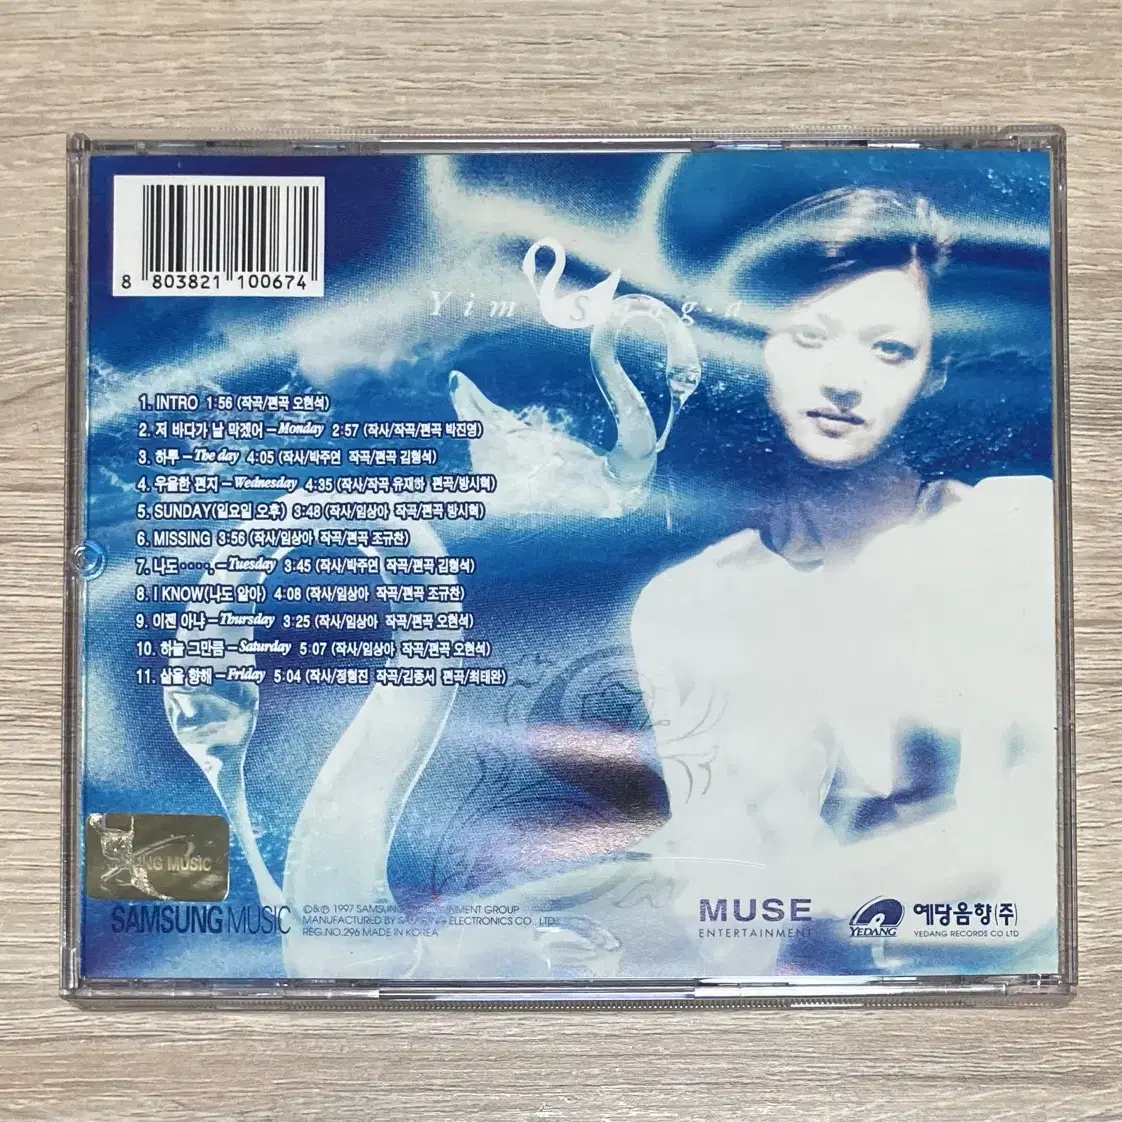 8 803821 100674
Yim Sang·a
1. INTRO 1:56 (작곡/편곡 오현석)
2. 저 바다가 날 막겠어 – Monday 2:57 (작사/작곡/편곡 박진영)
3. 하루 – The day 4:05 (작사/박주연 작곡/편곡 김형석)
4. 우울한 편지 – Wednesday 4:35 (작사/작곡 유재하 편곡/방시혁)
5. SUNDAY(일요일 오후) 3:48 (작사/임상아 작곡/편곡 방시혁)
6. MISSING 3:56 (작사/임상아 작곡/편곡 조규찬)
7. 나도‥‥. – Tuesday 3:45 (작사/박주연 작곡/편곡 김형석)
8. I KNOW(나도 알아) 4:08 (작사/임상아 작곡/편곡 조규찬)
9. 이젠 아냐 – Thursday 3:25 (작사/임상아 작곡/편곡 오현석)
10. 하늘 그만큼 – Saturday 5:07 (작사/임상아 작곡/편곡 오현석)
11. 삶을 향해 – Friday 5:04 (작사/정형진 작곡/김종서 편곡/최태완)
MUSIC
SAMSUNG MUSIC
©&℗ 1997 SAMSUNG ENTERTAINMENT GROUP
MANUFACTURED BY SAMSUNG ELECTRONICS CO., LTD.
REG.NO.296 MADE IN KOREA
MUSE
ENTERTAINMENT
YEDANG
예당음향(주)
YEDANG RECORDS CO LTD